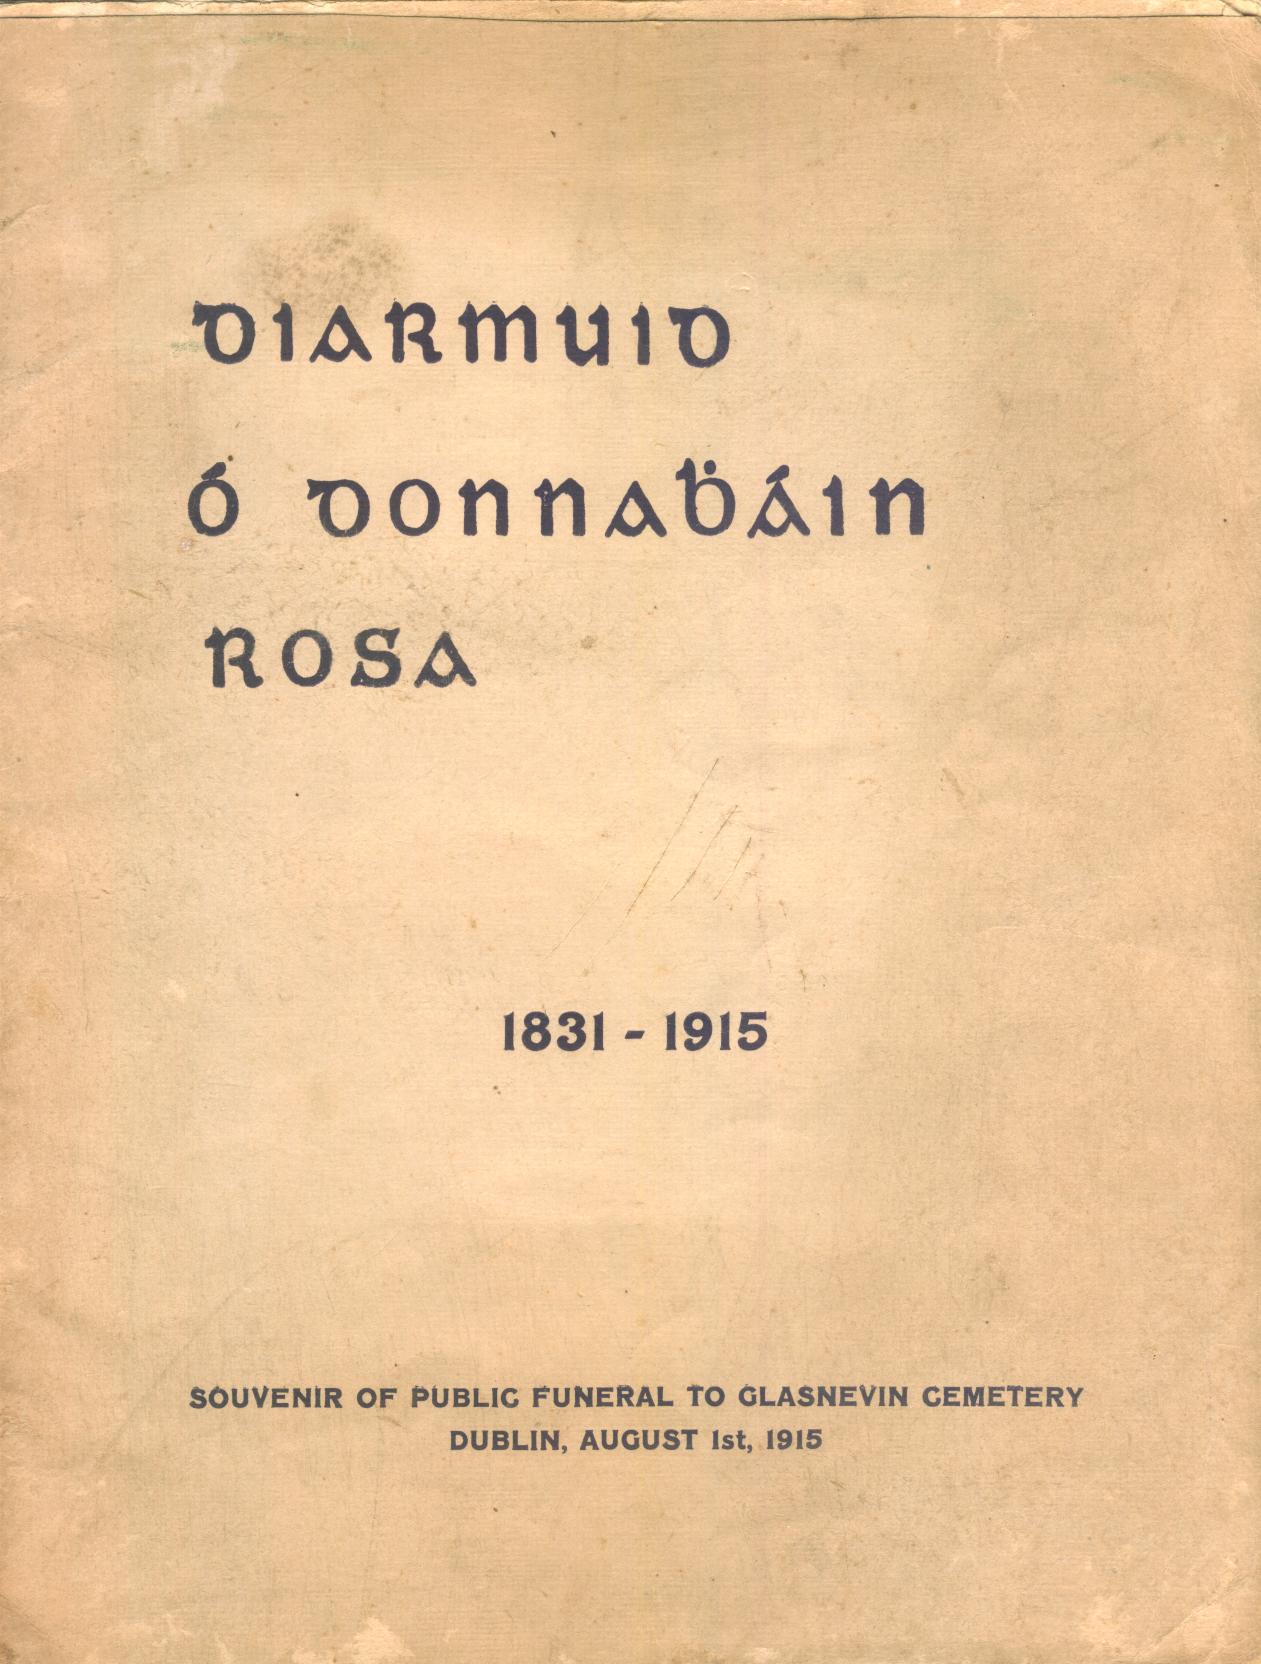 DIARMUID
Ó DONNAḂÁIN
ROSA
1831 - 1915
SOUVENIR OF PUBLIC FUNERAL TO GLASNEVIN CEMETERY
DUBLIN, AUGUST 1st, 1915